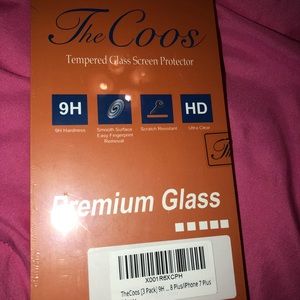 The Coos
Tempered Glass Screen Protector
9H
HD
9H Hardness
Smooth Surface
Easy Fingerprint
Removal
Scratch Resistant
Ultra Clear
Th
Premium Glass
X001R6XCPH
TheCoos [3 Pack] 9H ... 8 Plus/iPhone 7 Plus